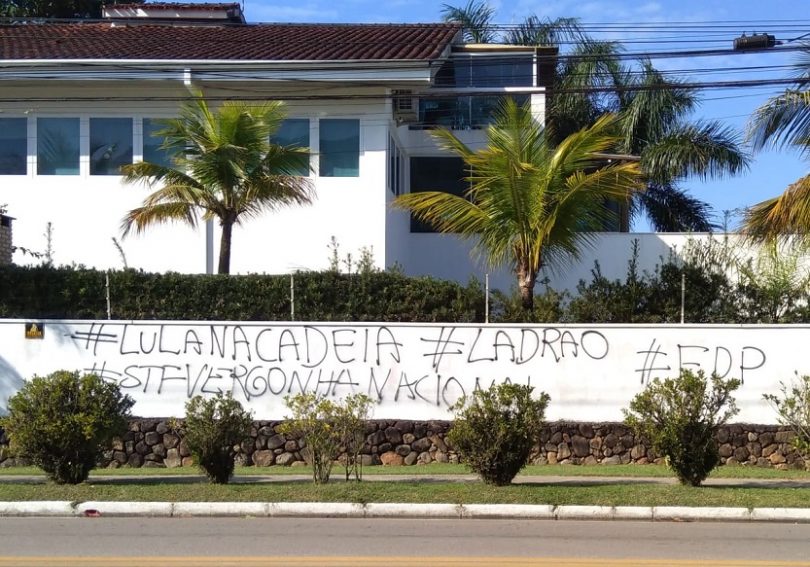 #LULANACADEIA #LADRAO #FDP
#STFVERGONHANACIONAL